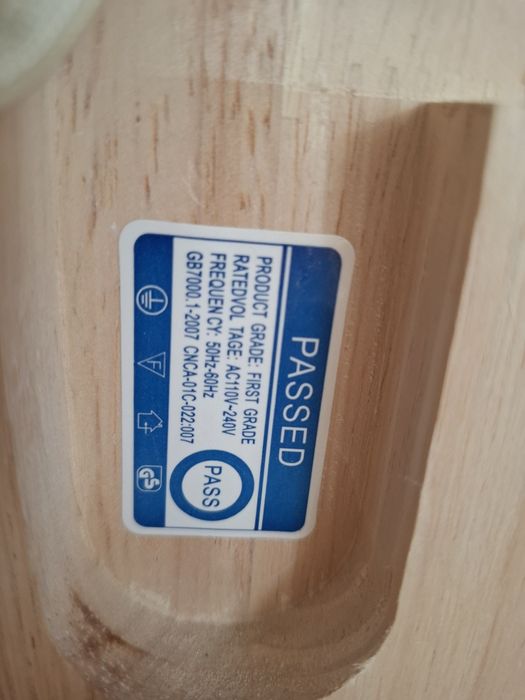 PASSED
PRODUCT GRADE: FIRST GRADE
RATEDVOL TAGE: AC110V~240V
FREQUEN CY: 50Hz-60Hz
GB7000.1-2007 CNCA-01C-022:007
PASS
F
GS